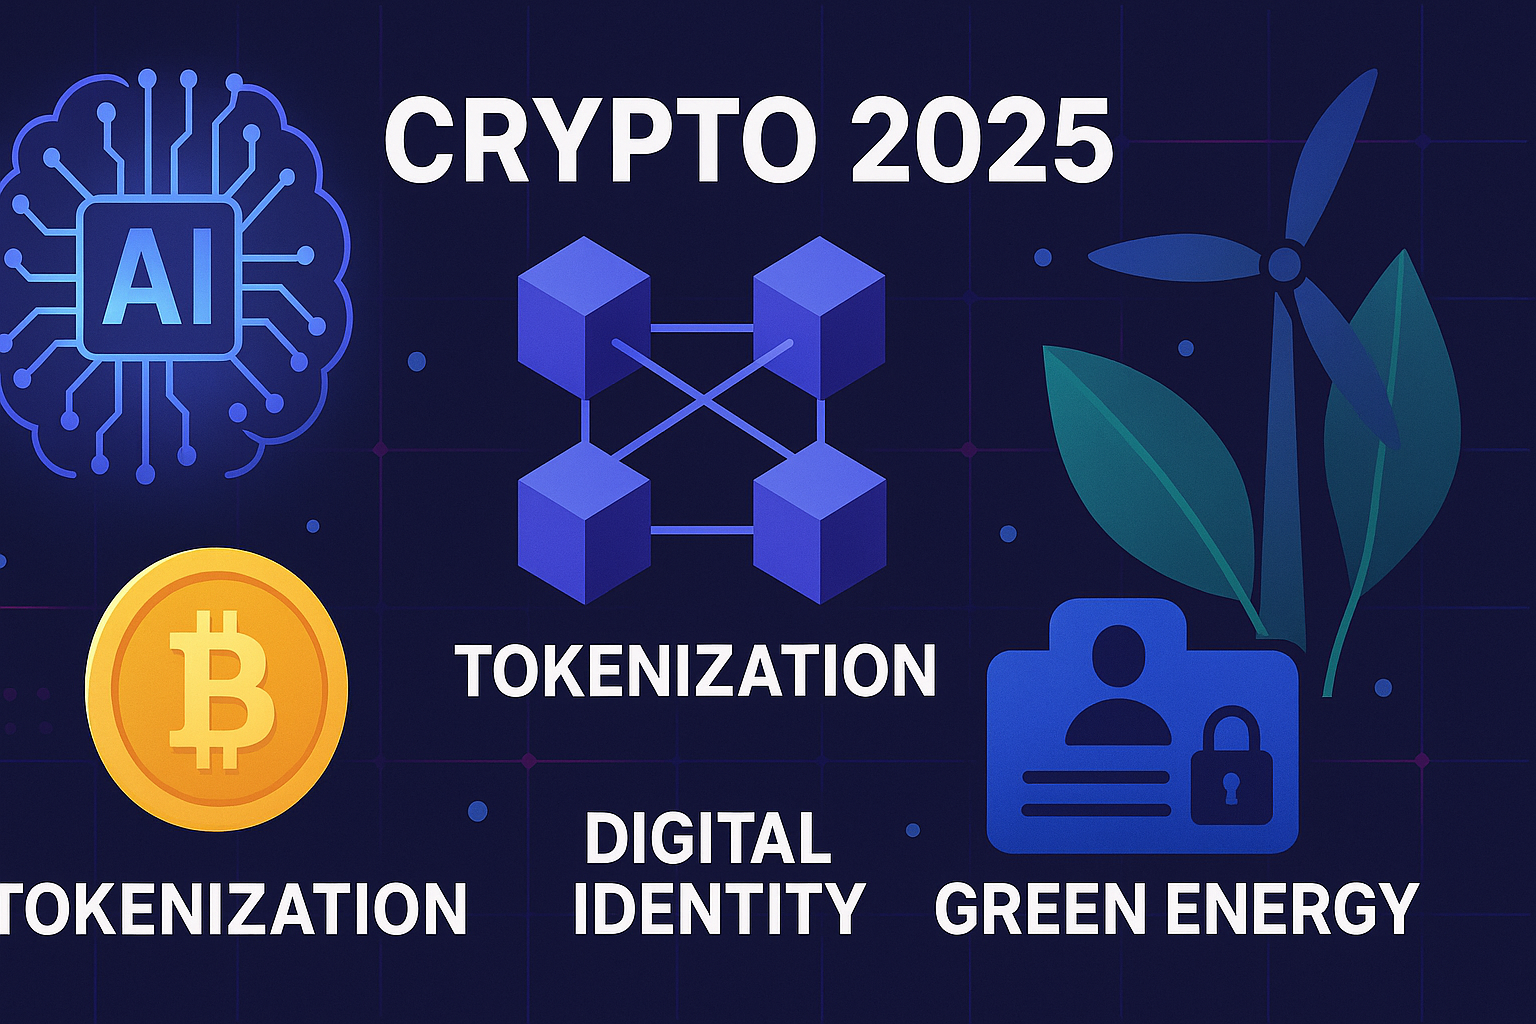 CRYPTO 2025
AI
TOKENIZATION
TOKENIZATION
DIGITAL
IDENTITY
GREEN ENERGY